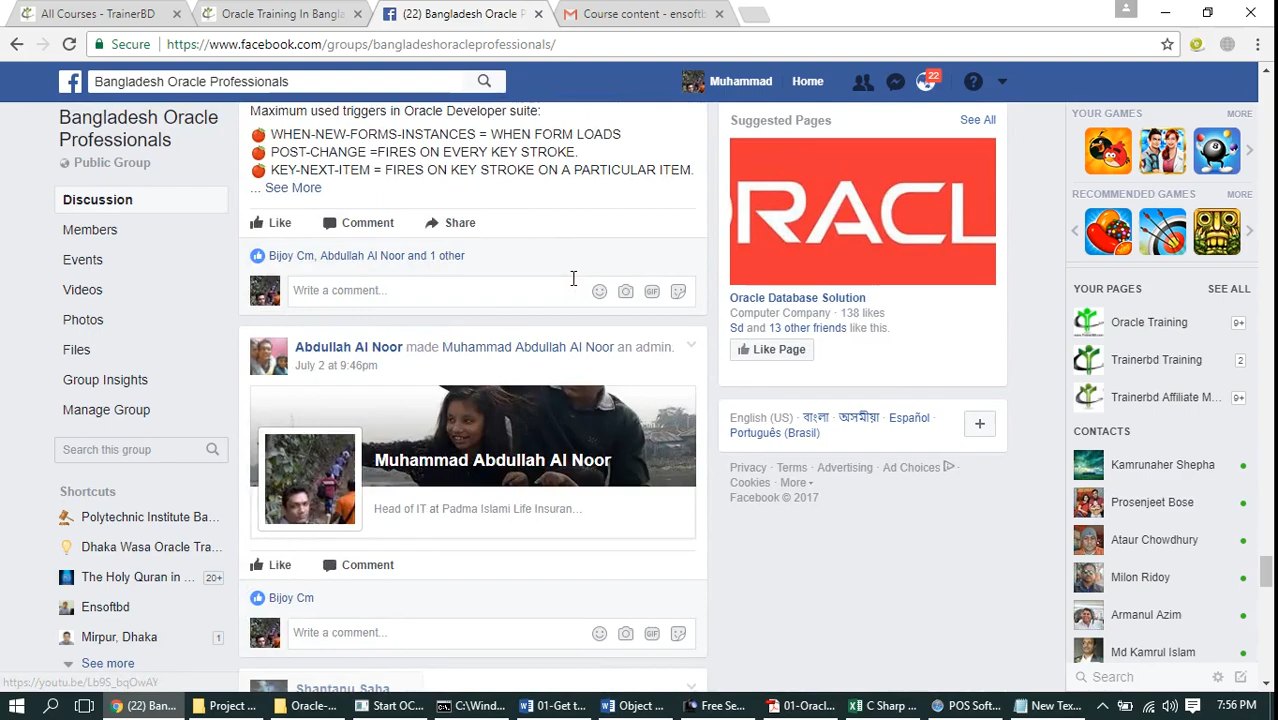 All Courses - TrainerBD
Oracle Training In Bangla
(22) Bangladesh Oracle P
Course content - ensoftb
Secure
https://www.facebook.com/groups/bangladeshoracleprofessionals/
Bangladesh Oracle Professionals
Muhammad
Home
22
Bangladesh Oracle
Professionals
Public Group
Discussion
Members
Events
Videos
Photos
Files
Group Insights
Manage Group
Search this group
Shortcuts
Polytechnic Institute Ba...
Dhaka Wasa Oracle Tra...
The Holy Quran in ... 20+
Ensoftbd
Mirpur, Dhaka 1
See more
https://youtu.be/Lb9S_bqOwAY
Maximum used triggers in Oracle Developer suite:
WHEN-NEW-FORMS-INSTANCES = WHEN FORM LOADS
POST-CHANGE =FIRES ON EVERY KEY STROKE.
KEY-NEXT-ITEM = FIRES ON KEY STROKE ON A PARTICULAR ITEM.
... See More
Like Comment Share
Bijoy Cm, Abdullah Al Noor and 1 other
Write a comment...
GIF
Abdullah Al Noor made Muhammad Abdullah Al Noor an admin.
July 2 at 9:46pm
Muhammad Abdullah Al Noor
Head of IT at Padma Islami Life Insuran...
Like Comment
Bijoy Cm
Write a comment...
GIF
Shantanu Saha
Suggested Pages
See All
ORACL
Oracle Database Solution
Computer Company · 138 likes
Sd and 13 other friends like this.
Like Page
English (US) · বাংলা · অসমীয়া · Español ·
Português (Brasil)
Privacy · Terms · Advertising · Ad Choices ·
Cookies · More
Facebook © 2017
YOUR GAMES MORE
RECOMMENDED GAMES MORE
YOUR PAGES SEE ALL
Oracle Training 9+
Trainerbd Training 2
Trainerbd Affiliate M... 9+
CONTACTS
Kamrunaher Shepha
Prosenjeet Bose
Ataur Chowdhury
Milon Ridoy
Armanul Azim
Md Kamrul Islam
Search
(22) Ban...
Project ...
Oracle-...
Start OC...
C:\Wind...
01-Get t...
Object ...
Free Se...
01-Oracl...
C Sharp ...
POS Soft...
New Tex...
7:56 PM